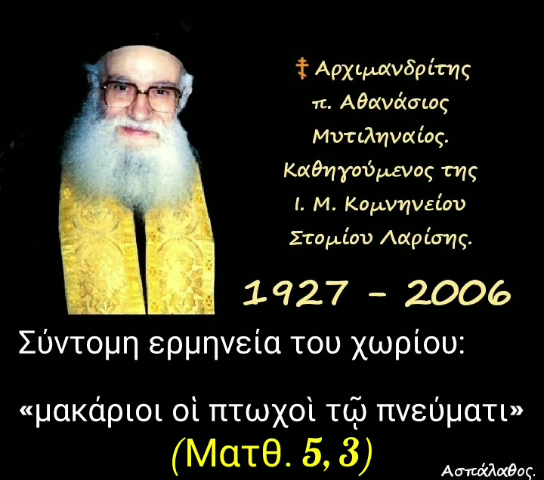 ‡ Αρχιμανδρίτης
π. Αθανάσιος
Μυτιληναίος.
Καθηγούμενος της
Ι. Μ. Κομνηνείου
Στομίου Λαρίσης.
1927 - 2006
Σύντομη ερμηνεία του χωρίου:
«μακάριοι οἱ πτωχοὶ τῷ πνεύματι»
(Ματθ. 5, 3)
Ασπάλαθος.